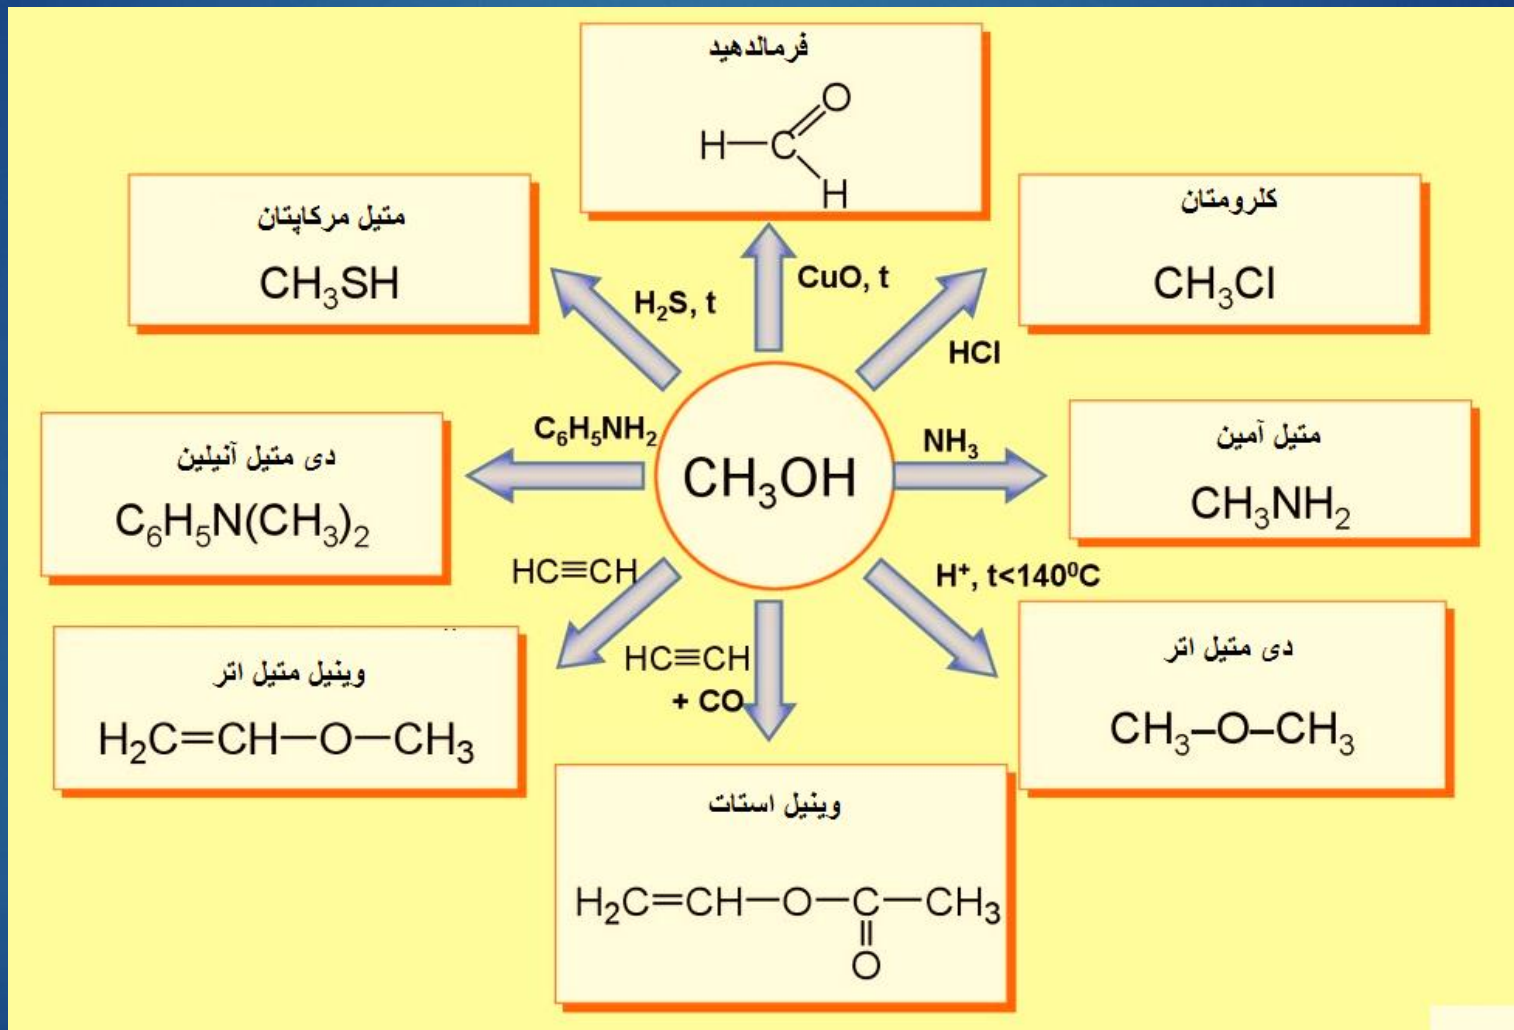 فرمالدهید
O
H—C
H
CuO, t
متیل مرکاپتان
CH₃SH
H₂S, t
کلرومتان
CH₃Cl
HCl
دی متیل آنیلین
C₆H₅N(CH₃)₂
C₆H₅NH₂
CH₃OH
NH₃
متیل آمین
CH₃NH₂
HC≡CH
وینیل متیل اتر
H₂C=CH—O—CH₃
HC≡CH
+ CO
H⁺, t<140⁰C
دی متیل اتر
CH₃–O–CH₃
وینیل استات
H₂C=CH—O—C—CH₃
O